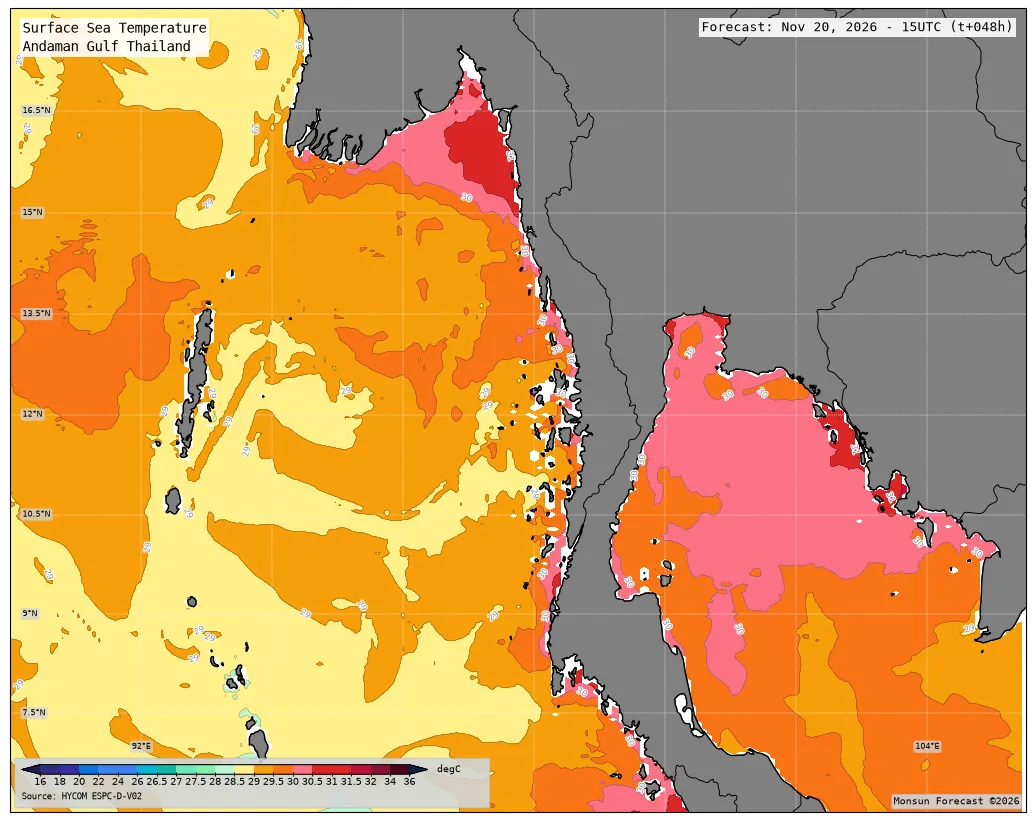 Surface Sea Temperature
Andaman Gulf Thailand
Forecast: Nov 20, 2026 - 15UTC (t+048h)
16.5°N
15°N
13.5°N
12°N
10.5°N
9°N
7.5°N
92°E
104°E
degC
16 18 20 22 24 26 26.5 27 27.5 28 28.5 29 29.5 30 30.5 31 31.5 32 34 36
Source: HYCOM ESPC-D-V02
Monsun Forecast ©2026